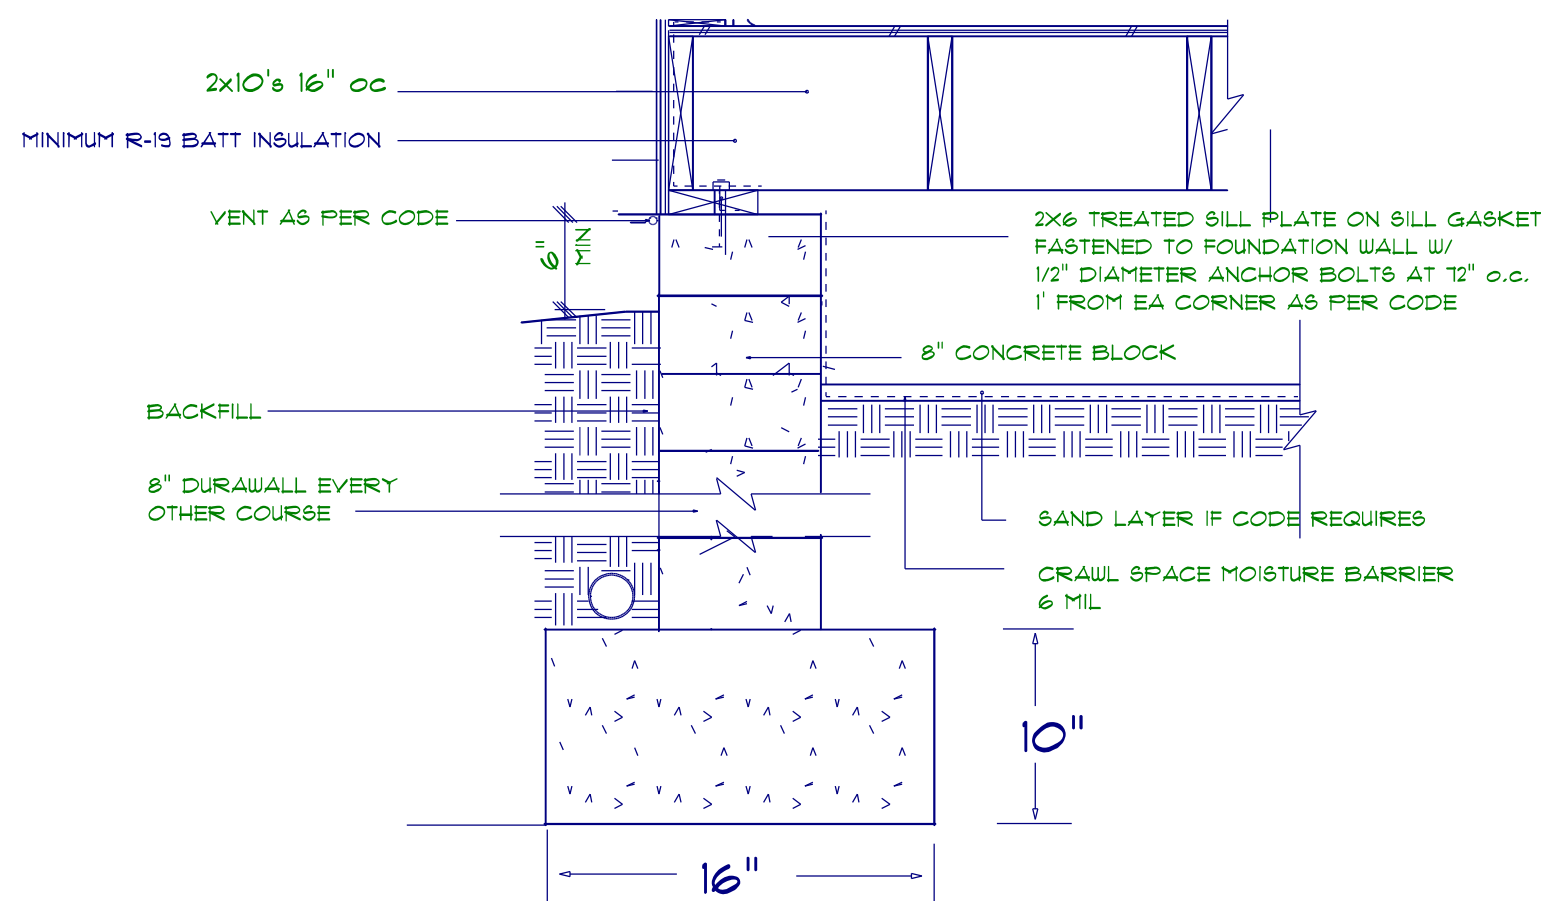 2x10's 16" oc
MINIMUM R-19 BATT INSULATION
VENT AS PER CODE
6" MIN
2X6 TREATED SILL PLATE ON SILL GASKET
FASTENED TO FOUNDATION WALL W/
1/2" DIAMETER ANCHOR BOLTS AT 72" o.c.
1' FROM EA CORNER AS PER CODE
8" CONCRETE BLOCK
BACKFILL
8" DURAWALL EVERY
OTHER COURSE
SAND LAYER IF CODE REQUIRES
CRAWL SPACE MOISTURE BARRIER
6 MIL
10"
16"